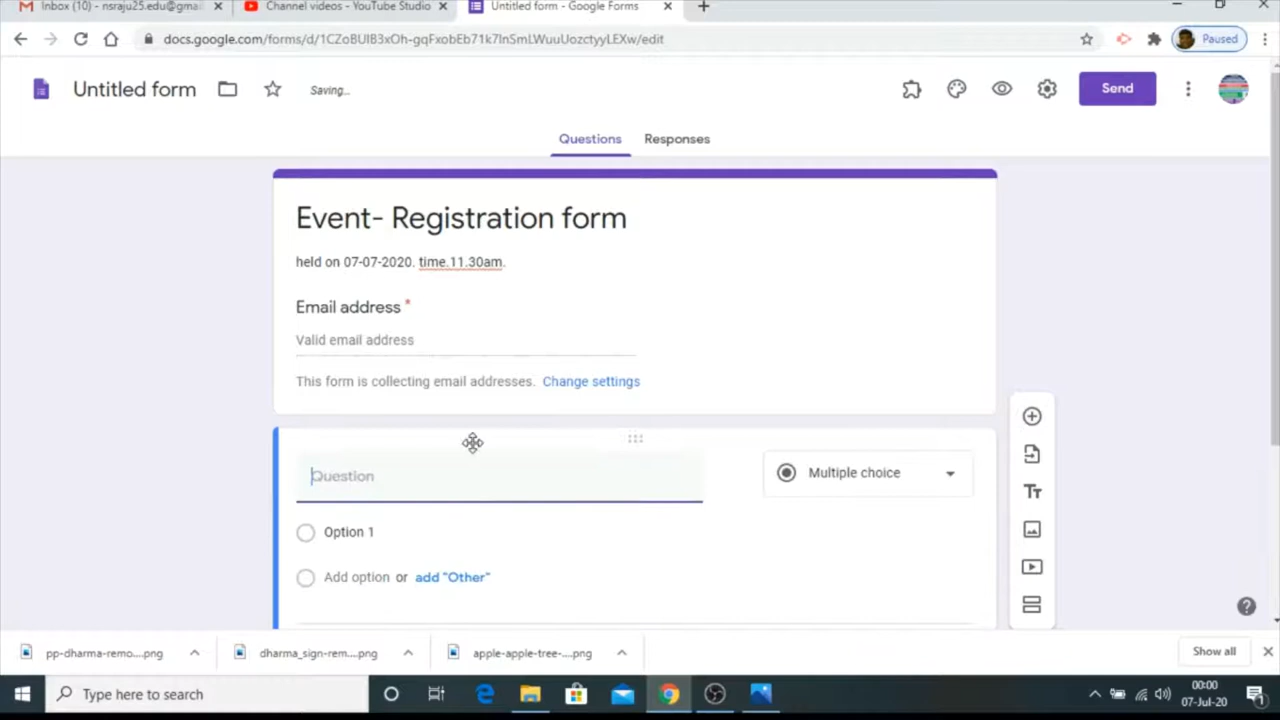 Inbox (10) - nsraju25.edu@gma
Channel videos - YouTube Studio
Untitled form - Google Forms
docs.google.com/forms/d/1CZoBUlB3xOh-gqFxobEb71k7lnSmLWuuUozctyyLEXw/edit
Paused
Untitled form
Saving...
Send
Questions
Responses
Event- Registration form
held on 07-07-2020. time.11.30am.
Email address *
Valid email address
This form is collecting email addresses. Change settings
Question
Multiple choice
Option 1
Add option or add "Other"
pp-dharma-remo....png
dharma_sign-rem....png
apple-apple-tree-....png
Show all
Type here to search
00:00
07-Jul-20
1